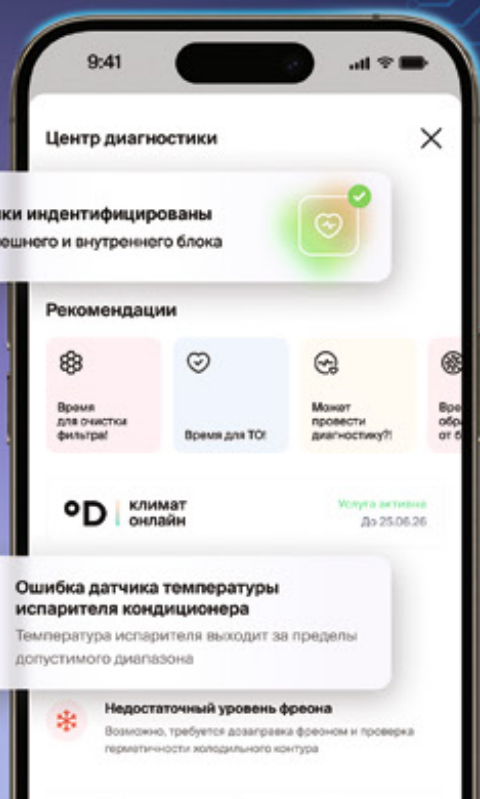 9:41
Центр диагностики
ки индентифицированы
ешнего и внутреннего блока
Рекомендации
Время
для очистки
фильтра!
Время для ТО!
Может
провести
диагностику?!
Вре
обра
от б
°D климат
онлайн
Услуга активна
До 25.06.26
Ошибка датчика температуры
испарителя кондиционера
Температура испарителя выходит за пределы
допустимого диапазона
Недостаточный уровень фреона
Возможно, требуется дозаправка фреоном и проверка
герметичности холодильного контура